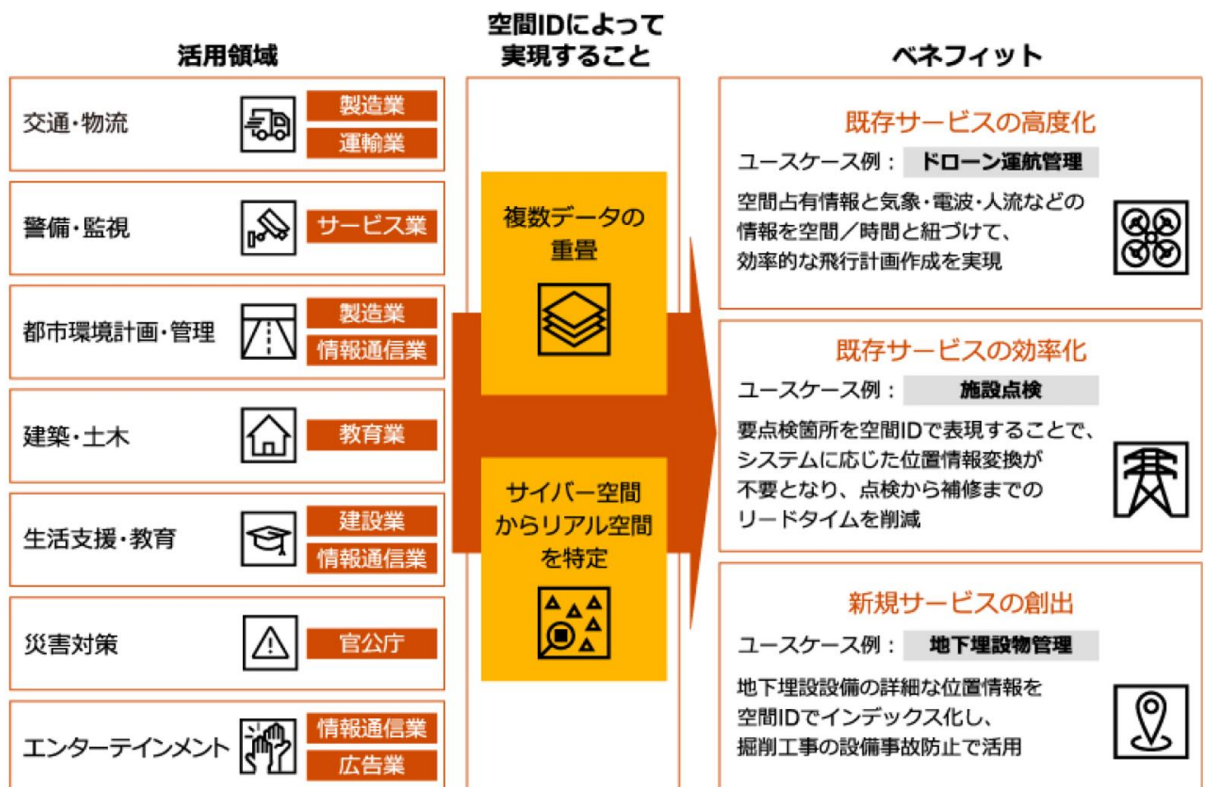 活用領域
交通・物流
製造業
運輸業
警備・監視
サービス業
都市環境計画・管理
製造業
情報通信業
建築・土木
教育業
生活支援・教育
建設業
情報通信業
災害対策
官公庁
エンターテインメント
情報通信業
広告業
空間IDによって
実現すること
複数データの
重畳
サイバー空間
からリアル空間
を特定
ベネフィット
既存サービスの高度化
ユースケース例： ドローン運航管理
空間占有情報と気象・電波・人流などの
情報を空間／時間と紐づけて、
効率的な飛行計画作成を実現
既存サービスの効率化
ユースケース例： 施設点検
要点検箇所を空間IDで表現することで、
システムに応じた位置情報変換が
不要となり、点検から補修までの
リードタイムを削減
新規サービスの創出
ユースケース例： 地下埋設物管理
地下埋設設備の詳細な位置情報を
空間IDでインデックス化し、
掘削工事の設備事故防止で活用